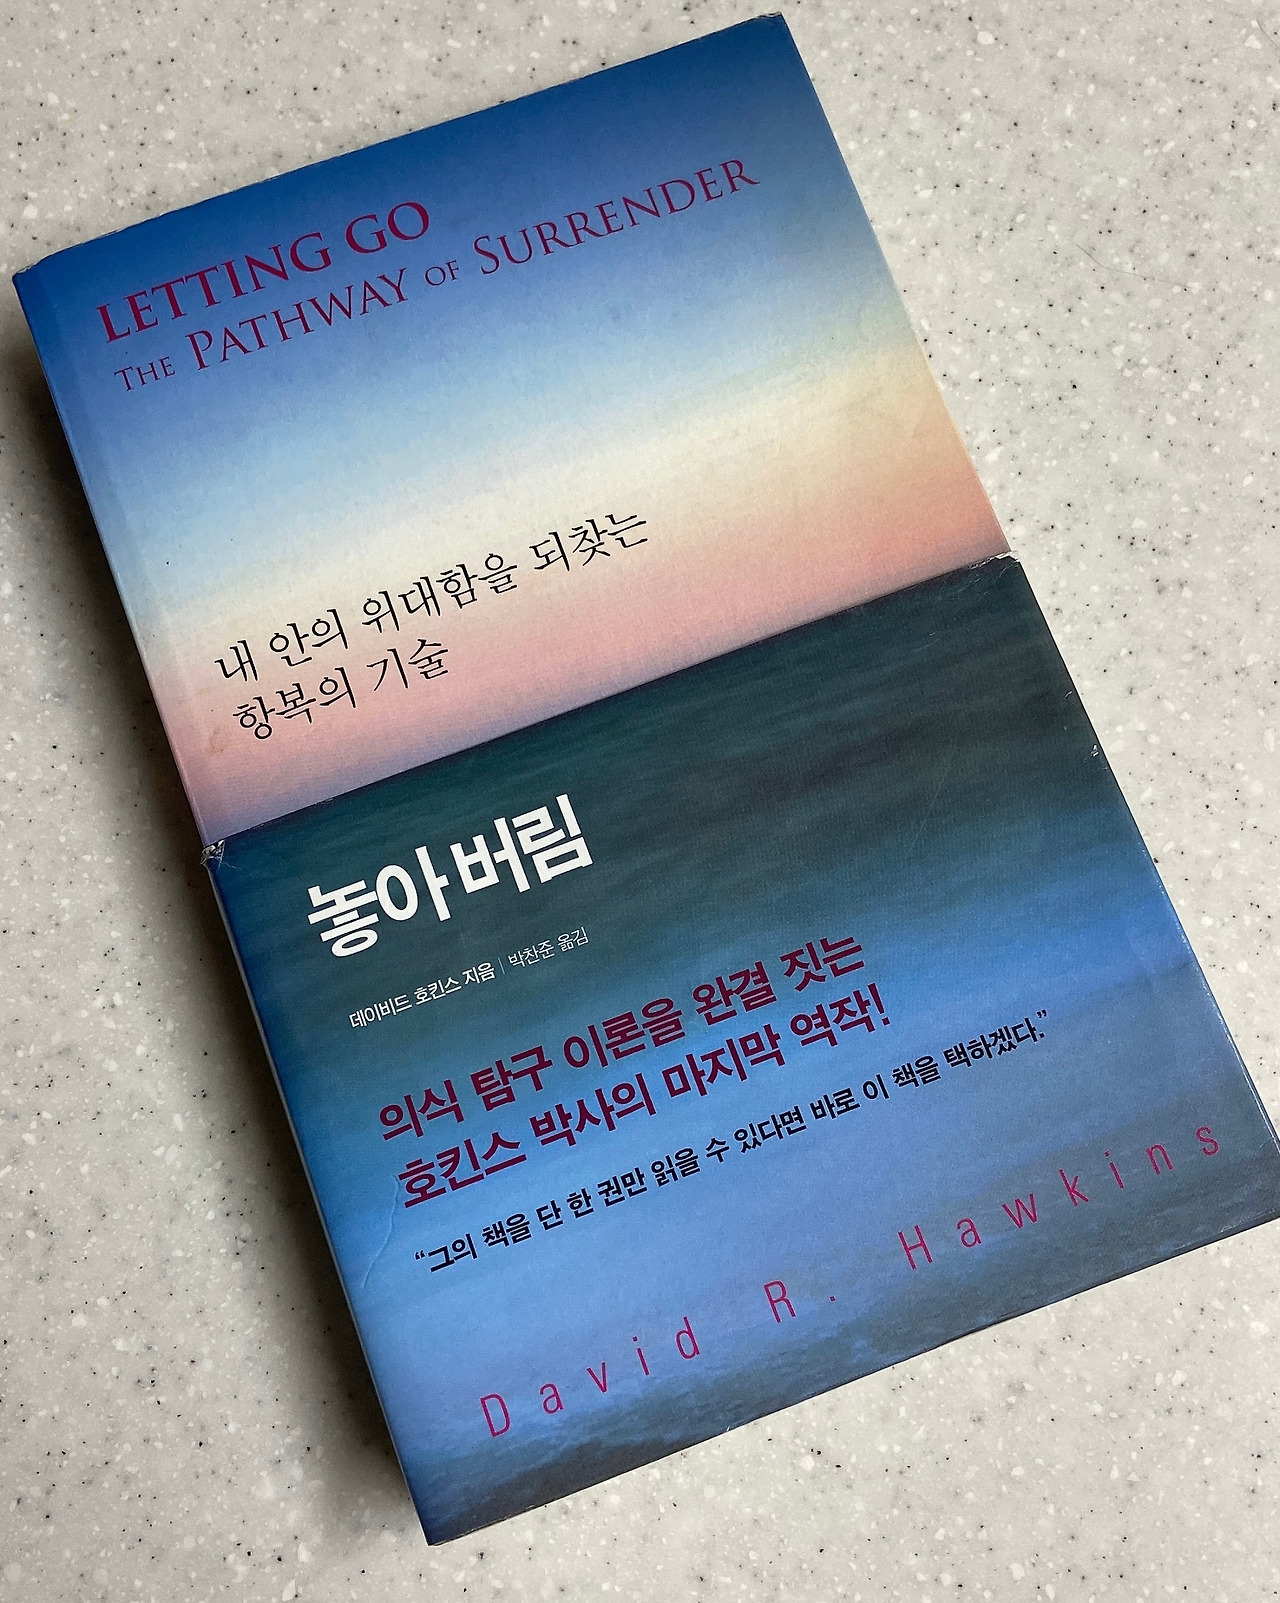 LETTING GO
THE PATHWAY OF SURRENDER
내 안의 위대함을 되찾는
항복의 기술
놓아 버림
데이비드 호킨스 지음 | 박찬준 옮김
의식 탐구 이론을 완결 짓는
호킨스 박사의 마지막 역작!
“그의 책을 단 한 권만 읽을 수 있다면 바로 이 책을 택하겠다.”
David R. Hawkins